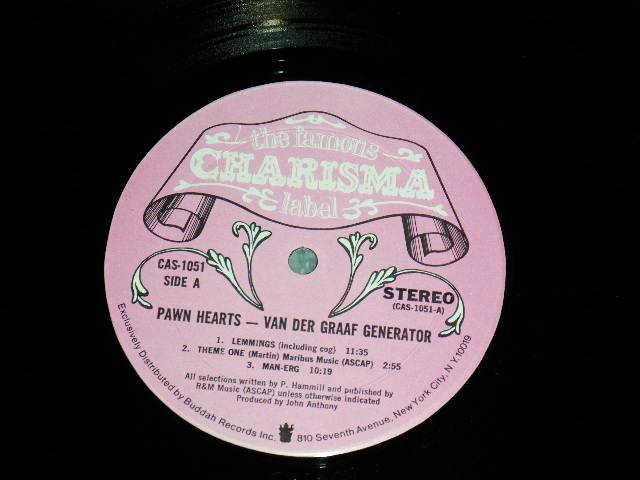 the famous
CHARISMA
label
CAS-1051
SIDE A
STEREO
(CAS-1051-A)
PAWN HEARTS — VAN DER GRAAF GENERATOR
1. LEMMINGS (including cog) 11:35
2. THEME ONE (Martin) Maribus Music (ASCAP) 2:55
3. MAN-ERG 10:19
All selections written by P. Hammill and published by
R&M Music (ASCAP) unless otherwise indicated
Produced by John Anthony
Exclusively Distributed by Buddah Records Inc. 810 Seventh Avenue, New York City, N.Y. 10019